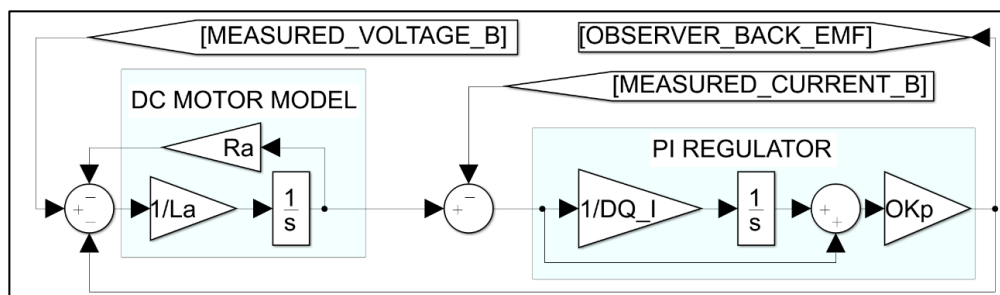 [MEASURED_VOLTAGE_B]
[OBSERVER_BACK_EMF]
DC MOTOR MODEL
[MEASURED_CURRENT_B]
Ra
PI REGULATOR
+ − −
1/La
1
s
+ −
1/DQ_I
1
s
+ +
OKp